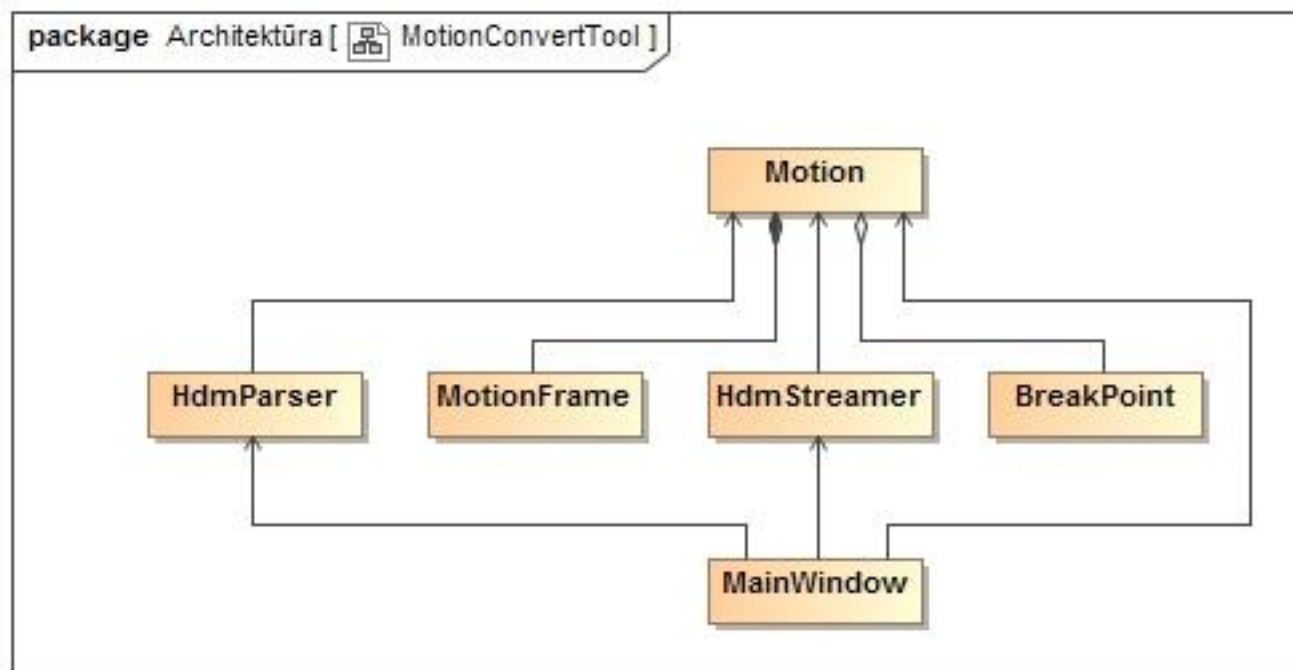 package Architektūra [ MotionConvertTool ]
Motion
HdmParser
MotionFrame
HdmStreamer
BreakPoint
MainWindow